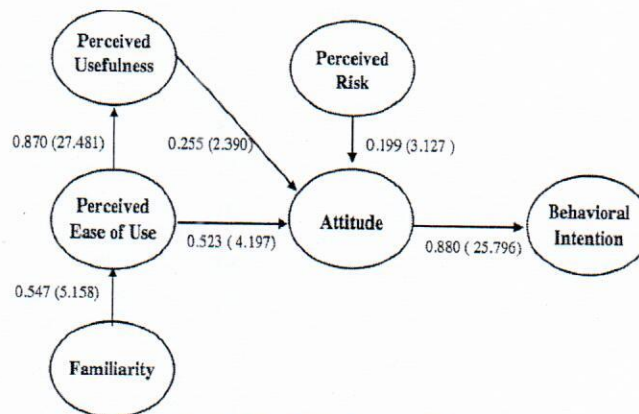 Perceived
Usefulness
Perceived
Risk
0.870 (27.481)
0.255 (2.390)
0.199 (3.127 )
Perceived
Ease of Use
Attitude
Behavioral
Intention
0.523 ( 4.197)
0.880 ( 25.796)
0.547 (5.158)
Familiarity